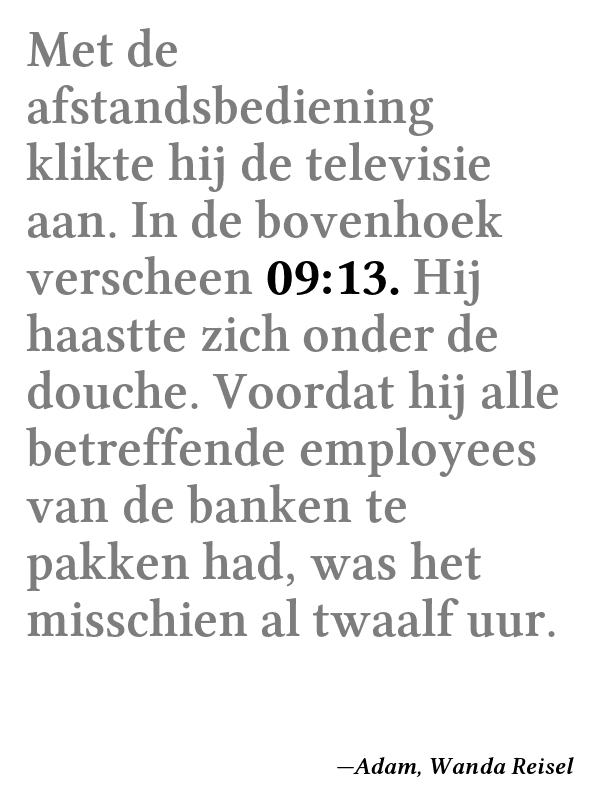 Met de
afstandsbediening
klikte hij de televisie
aan. In de bovenhoek
verscheen 09:13. Hij
haastte zich onder de
douche. Voordat hij alle
betreffende employees
van de banken te
pakken had, was het
misschien al twaalf uur.
—Adam, Wanda Reisel